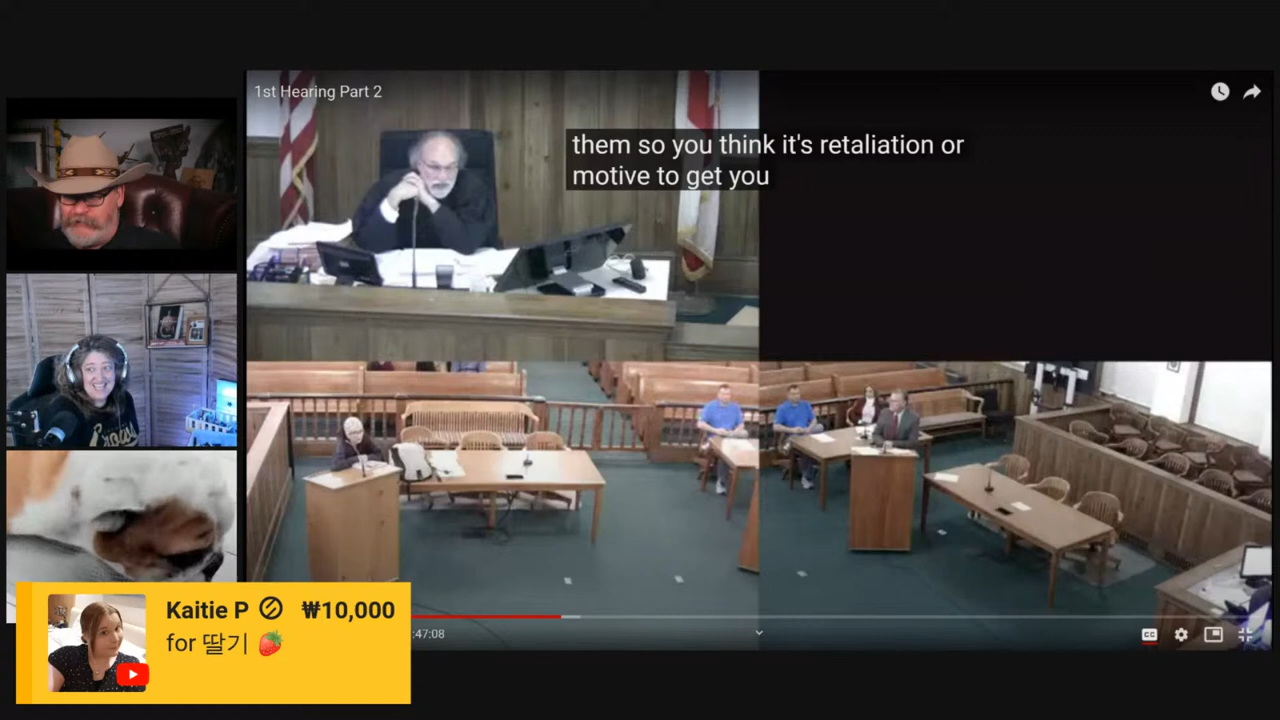 1st Hearing Part 2
them so you think it's retaliation or
motive to get you
Kaitie P ₩10,000
for 딸기 🍓
:47:08
CC